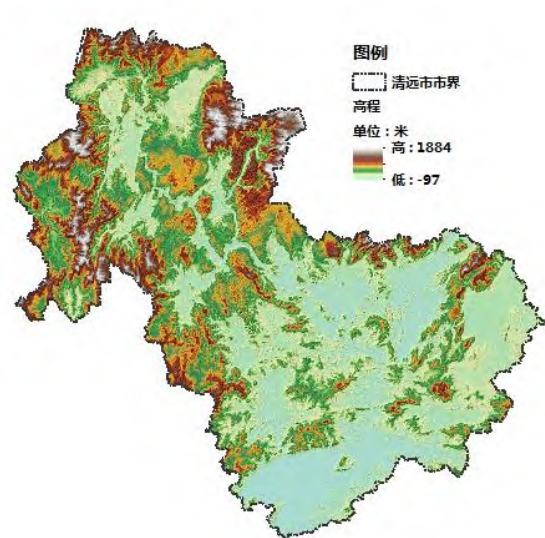 图例
清远市市界
高程
单位：米
高：1884
低：-97